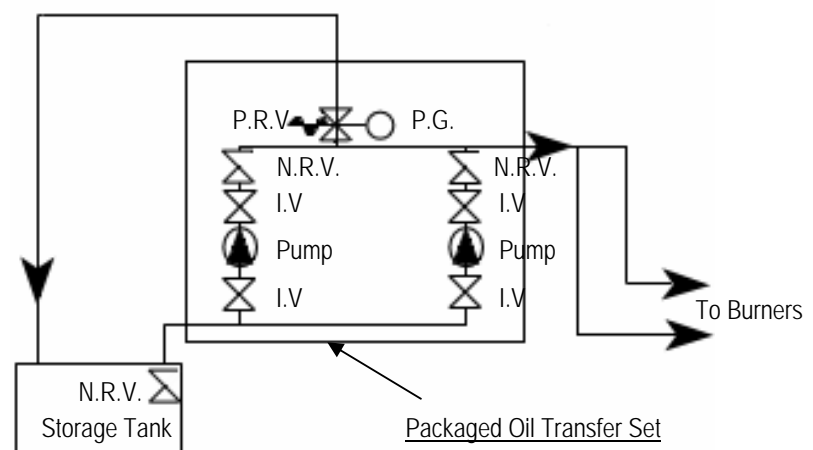 P.R.V. P.G.
N.R.V. N.R.V.
I.V I.V
Pump Pump
I.V I.V
To Burners
N.R.V.
Storage Tank
Packaged Oil Transfer Set